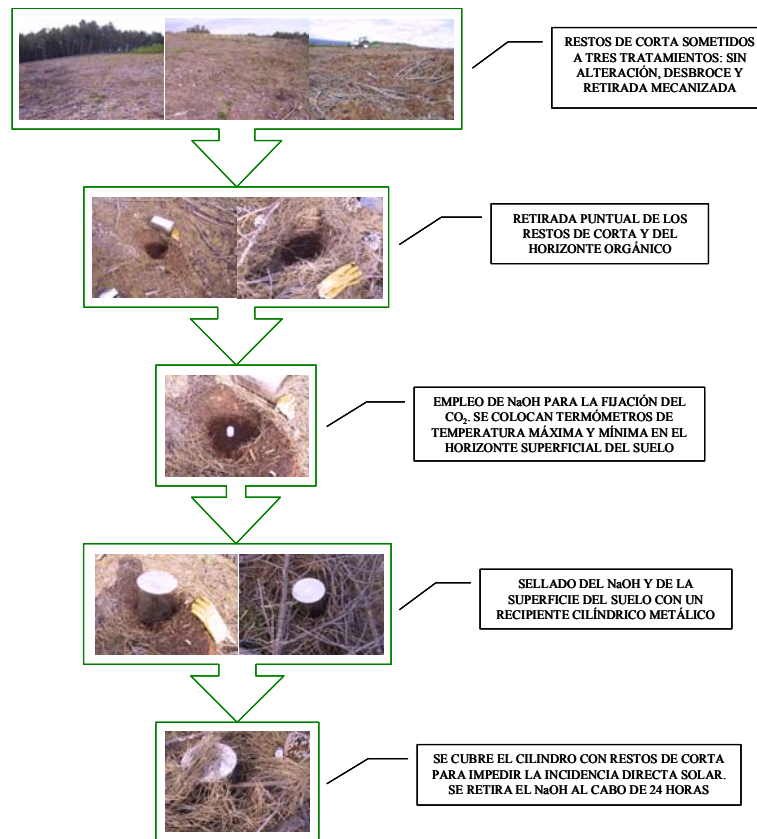 RESTOS DE CORTA SOMETIDOS
A TRES TRATAMIENTOS: SIN
ALTERACIÓN, DESBROCE Y
RETIRADA MECANIZADA
RETIRADA PUNTUAL DE LOS
RESTOS DE CORTA Y DEL
HORIZONTE ORGÁNICO
EMPLEO DE NaOH PARA LA FIJACIÓN DEL
CO₂. SE COLOCAN TERMÓMETROS DE
TEMPERATURA MÁXIMA Y MÍNIMA EN EL
HORIZONTE SUPERFICIAL DEL SUELO
SELLADO DEL NaOH Y DE LA
SUPERFICIE DEL SUELO CON UN
RECIPIENTE CILÍNDRICO METÁLICO
SE CUBRE EL CILINDRO CON RESTOS DE CORTA
PARA IMPEDIR LA INCIDENCIA DIRECTA SOLAR.
SE RETIRA EL NaOH AL CABO DE 24 HORAS